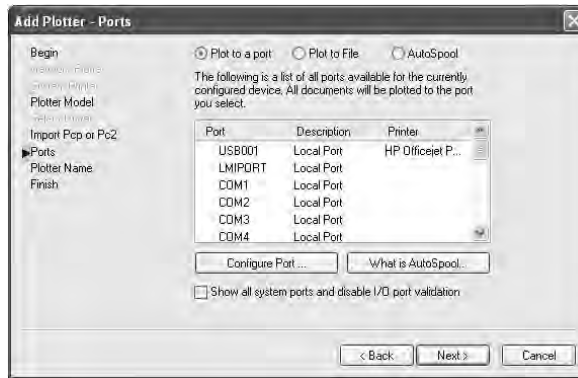 Add Plotter - Ports
Begin
Plotter Model
Import Pcp or Pc2
Ports
Plotter Name
Finish
Plot to a port Plot to File AutoSpool
The following is a list of all ports available for the currently
configured device. All documents will be plotted to the port
you select.
Port Description Printer
USB001 Local Port HP Officejet P...
LMIPORT Local Port
COM1 Local Port
COM2 Local Port
COM3 Local Port
COM4 Local Port
Configure Port ... What is AutoSpool...
Show all system ports and disable I/O port validation
< Back Next > Cancel